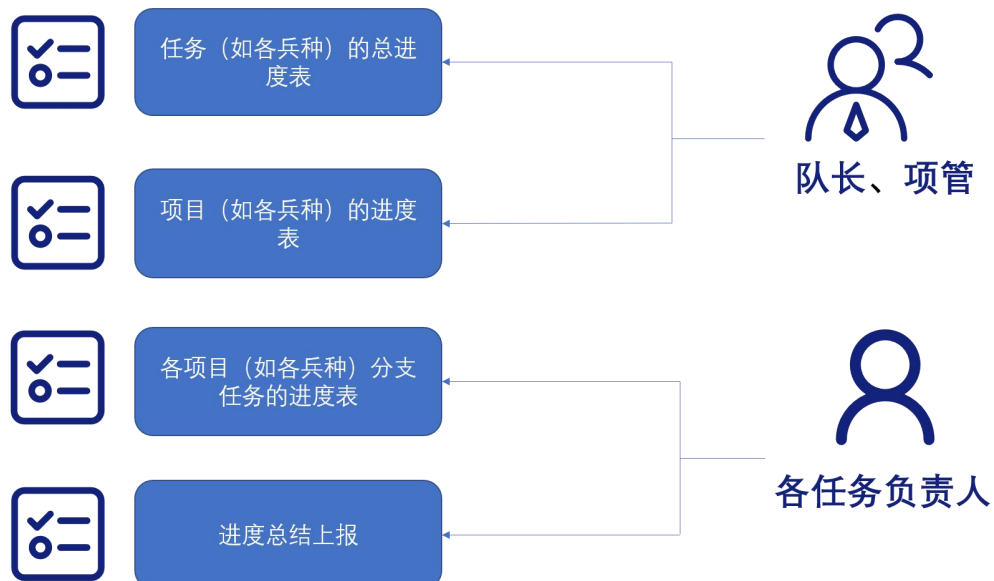 任务（如各兵种）的总进
度表
队长、项管
项目（如各兵种）的进度
表
各项目（如各兵种）分支
任务的进度表
各任务负责人
进度总结上报